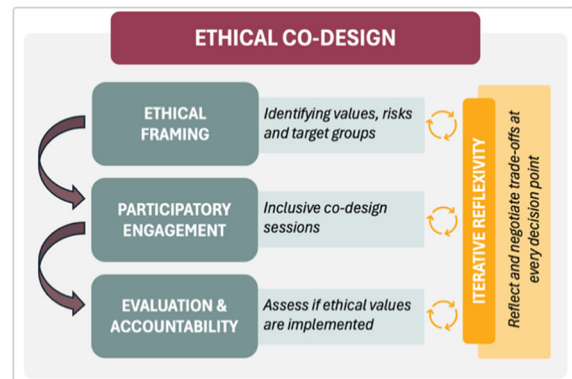 ETHICAL CO-DESIGN
ETHICAL
FRAMING
Identifying values, risks
and target groups
PARTICIPATORY
ENGAGEMENT
Inclusive co-design
sessions
EVALUATION &
ACCOUNTABILITY
Assess if ethical values
are implemented
ITERATIVE REFLEXIVITY
Reflect and negotiate trade-offs at
every decision point